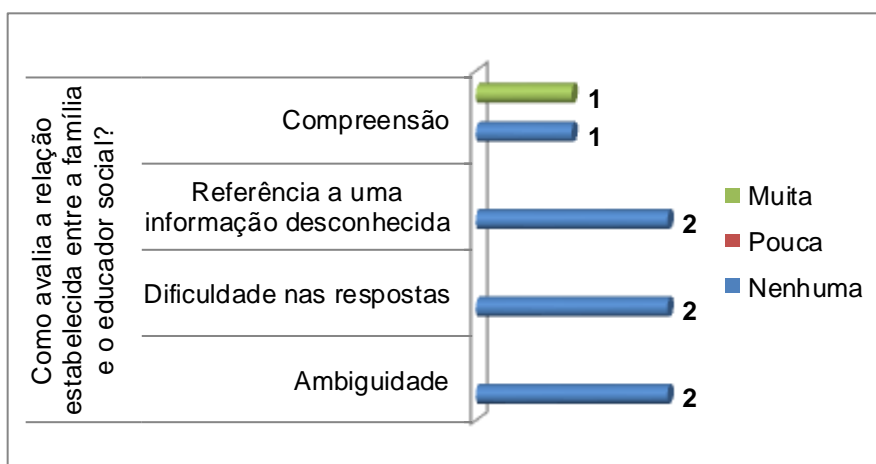 Como avalia a relação
estabelecida entre a família
e o educador social?
Compreensão
1
1
Referência a uma
informação desconhecida
2
Dificuldade nas respostas
2
Ambiguidade
2
Muita
Pouca
Nenhuma